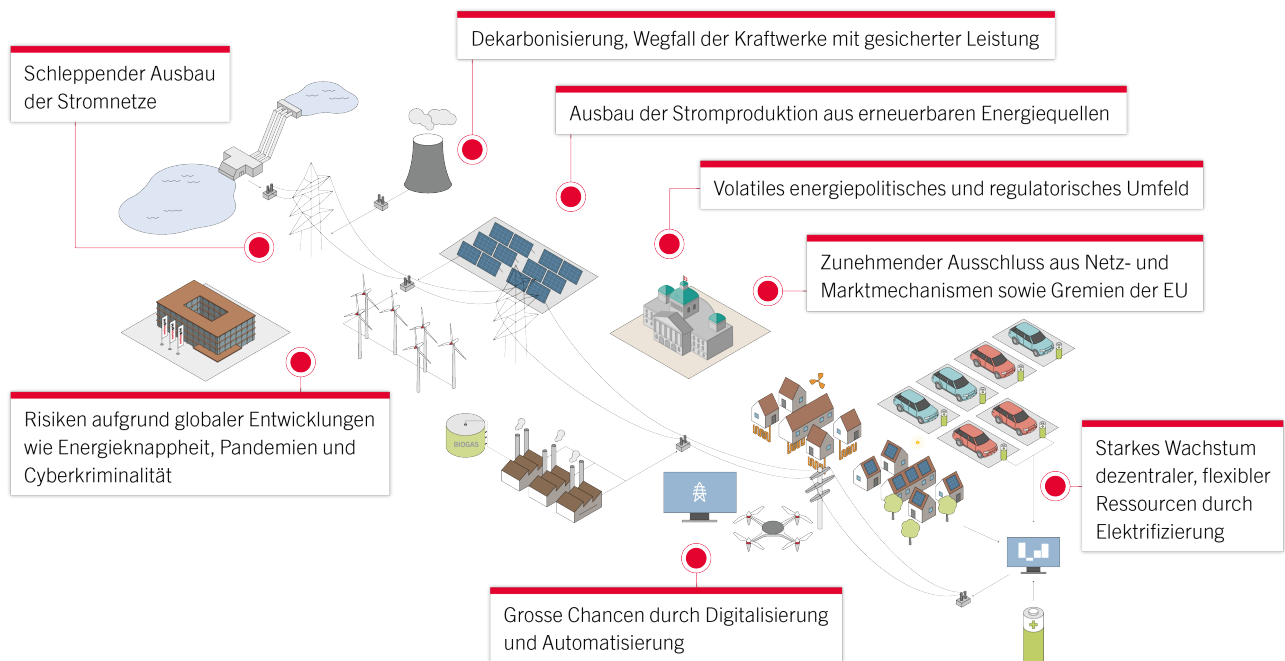 Dekarbonisierung, Wegfall der Kraftwerke mit gesicherter Leistung
Schleppender Ausbau
der Stromnetze
Ausbau der Stromproduktion aus erneuerbaren Energiequellen
Volatiles energiepolitisches und regulatorisches Umfeld
Zunehmender Ausschluss aus Netz- und
Marktmechanismen sowie Gremien der EU
Risiken aufgrund globaler Entwicklungen
wie Energieknappheit, Pandemien und
Cyberkriminalität
BIOGAS
Starkes Wachstum
dezentraler, flexibler
Ressourcen durch
Elektrifizierung
Grosse Chancen durch Digitalisierung
und Automatisierung